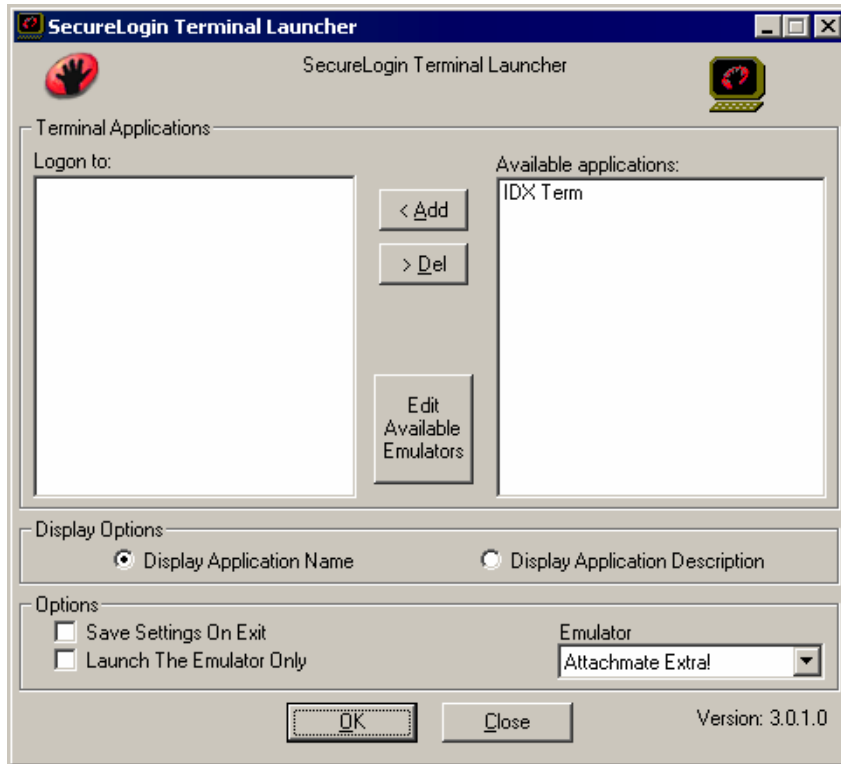 SecureLogin Terminal Launcher
SecureLogin Terminal Launcher
Terminal Applications
Logon to:
Available applications:
IDX Term
< Add
> Del
Edit
Available
Emulators
Display Options
Display Application Name
Display Application Description
Options
Save Settings On Exit
Launch The Emulator Only
Emulator
Attachmate Extra!
OK
Close
Version: 3.0.1.0